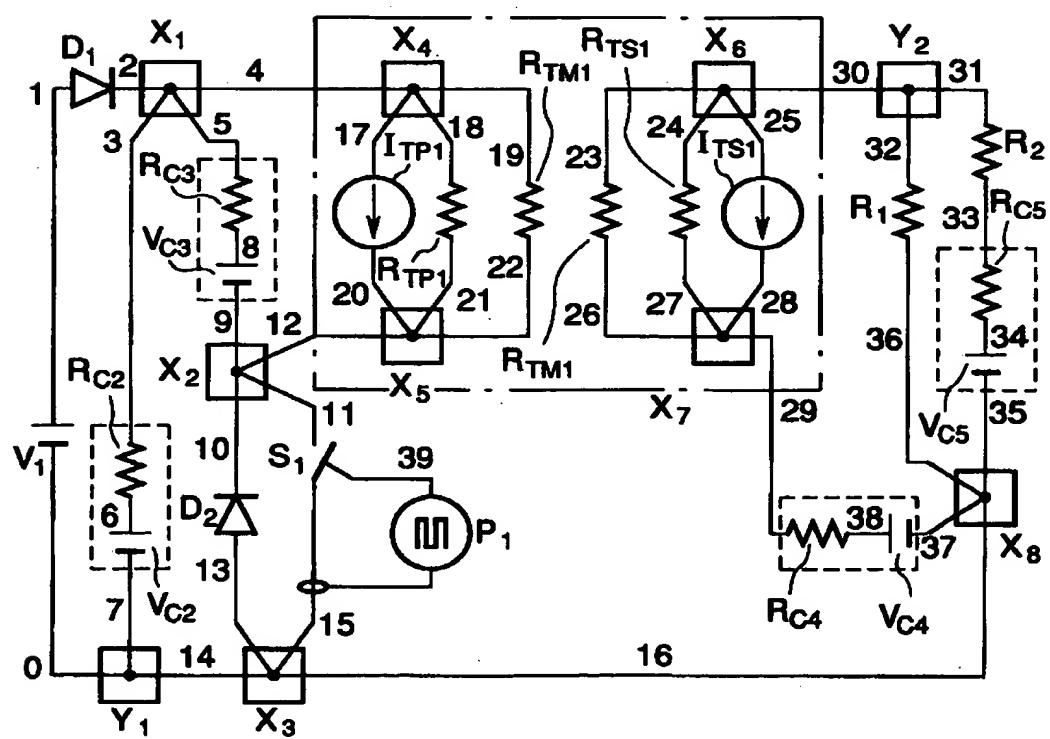 X1
D1
2
4
1
3
5
X4
RTM1
RTS1
X6
Y2
30
31
17
18
ITP1
19
23
24
25
ITS1
32
R2
RC3
R1
33
RC5
VC3
8
RTP1
22
20
21
26
27
28
36
34
9
12
X2
RC2
X5
RTM1
X7
29
VC5
35
11
10
S1
39
V1
6
D2
P1
38
37
X8
13
7
VC2
15
RC4
VC4
0
14
16
Y1
X3